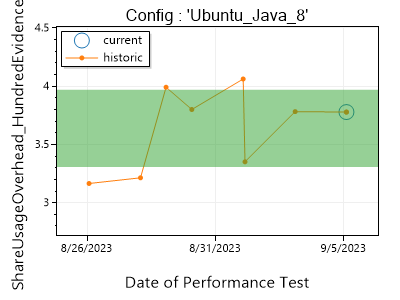 Config : 'Ubuntu_Java_8'
ShareUsageOverhead_HundredEvidence
4.5
4
3.5
3
current
historic
8/26/2023
8/31/2023
9/5/2023
Date of Performance Test